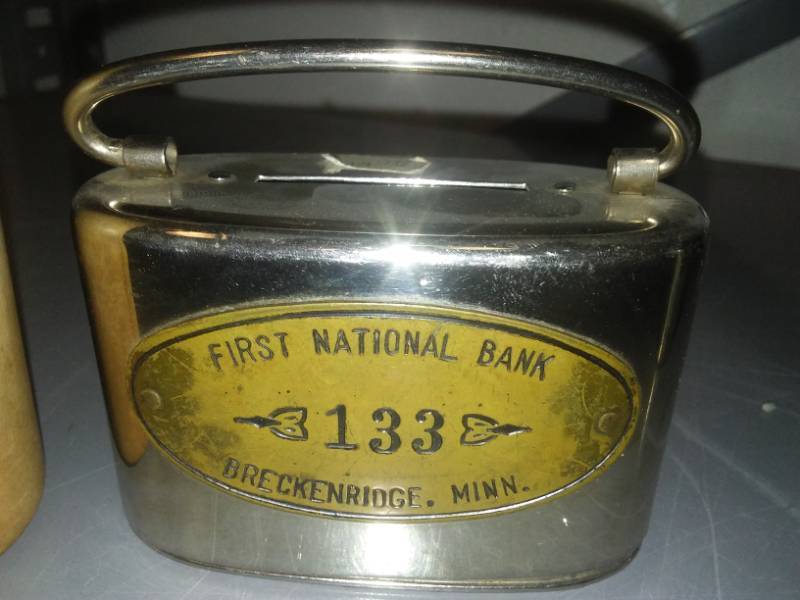 FIRST NATIONAL BANK
133
BRECKENRIDGE. MINN.